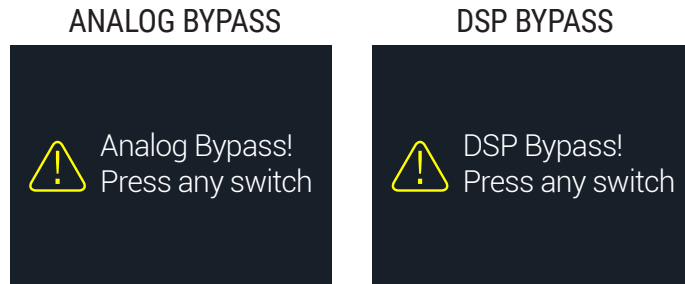 ANALOG BYPASS
Analog Bypass!
Press any switch
DSP BYPASS
DSP Bypass!
Press any switch